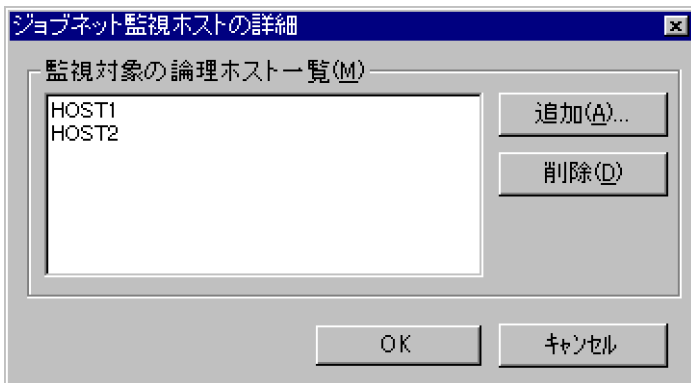 ジョブネット監視ホストの詳細
監視対象の論理ホスト一覧(M)
HOST1
HOST2
追加(A)...
削除(D)
OK
キャンセル